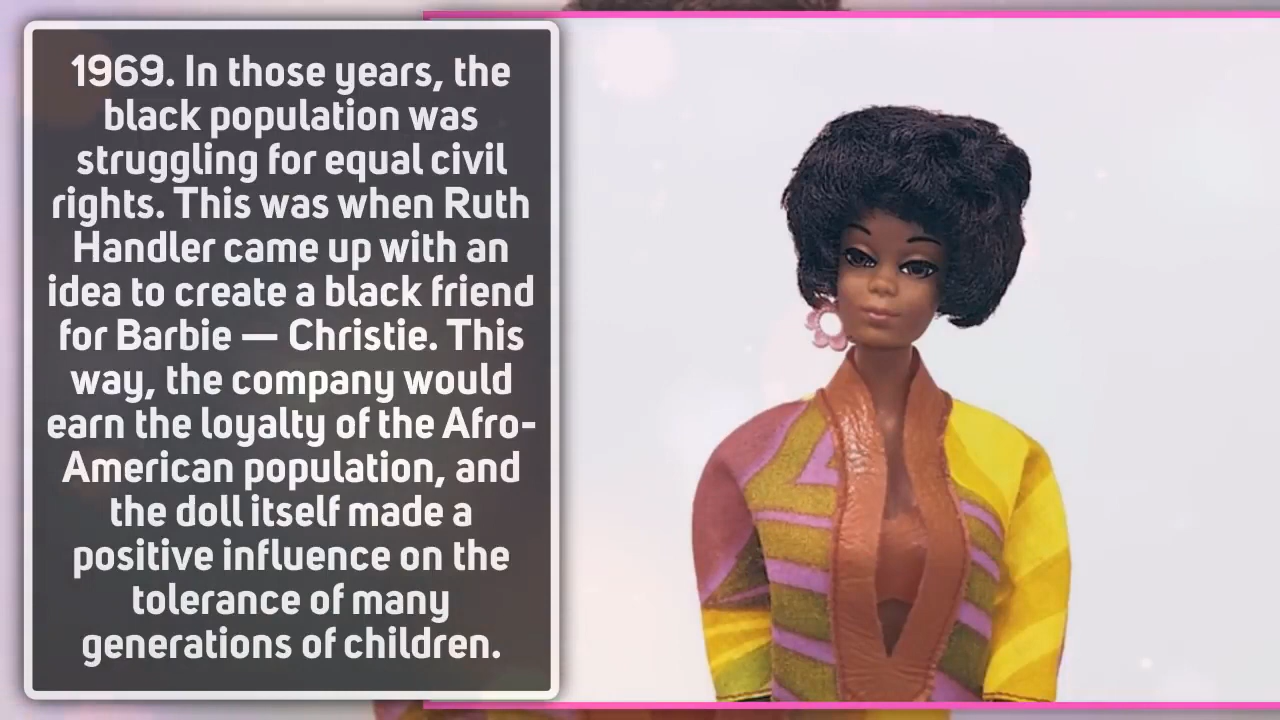 1969. In those years, the
black population was
struggling for equal civil
rights. This was when Ruth
Handler came up with an
idea to create a black friend
for Barbie — Christie. This
way, the company would
earn the loyalty of the Afro-
American population, and
the doll itself made a
positive influence on the
tolerance of many
generations of children.